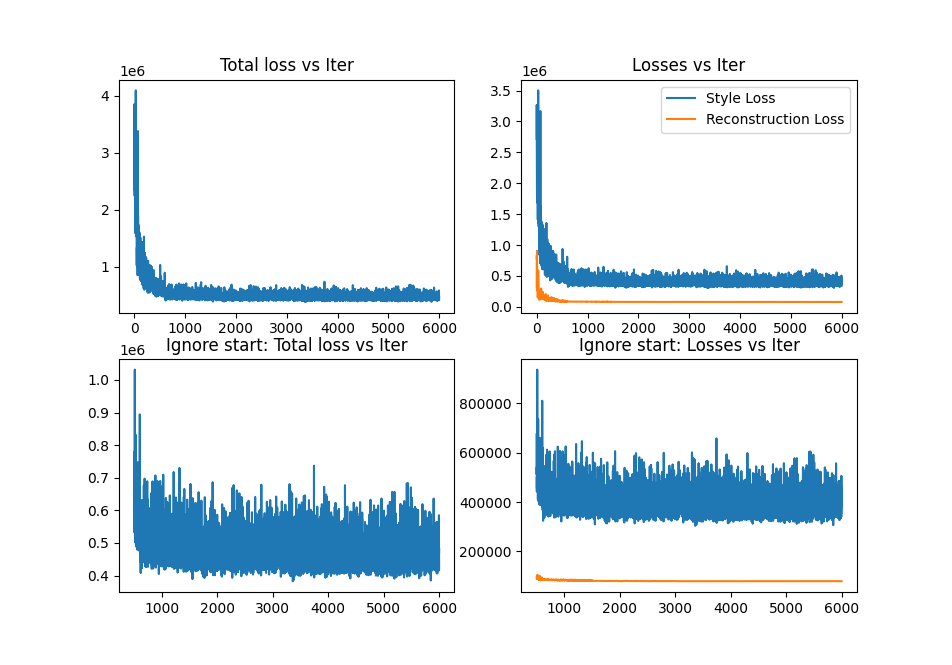 Total loss vs Iter
1e6
4
3
2
1
0 1000 2000 3000 4000 5000 6000
Losses vs Iter
1e6
3.5
3.0
2.5
2.0
1.5
1.0
0.5
0.0
Style Loss
Reconstruction Loss
0 1000 2000 3000 4000 5000 6000
Ignore start: Total loss vs Iter
1e6
1.0
0.9
0.8
0.7
0.6
0.5
0.4
1000 2000 3000 4000 5000 6000
Ignore start: Losses vs Iter
800000
600000
400000
200000
1000 2000 3000 4000 5000 6000